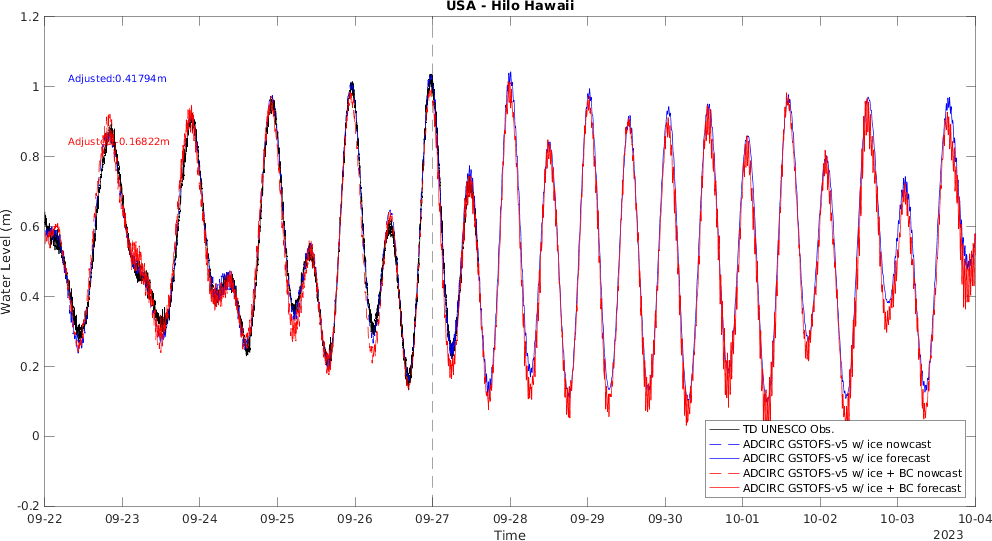 USA - Hilo Hawaii
1.2
1
0.8
0.6
0.4
0.2
0
-0.2
Water Level (m)
Adjusted:0.41794m
Adjusted:-0.16822m
TD UNESCO Obs.
ADCIRC GSTOFS-v5 w/ ice nowcast
ADCIRC GSTOFS-v5 w/ ice forecast
ADCIRC GSTOFS-v5 w/ ice + BC nowcast
ADCIRC GSTOFS-v5 w/ ice + BC forecast
09-22 09-23 09-24 09-25 09-26 09-27 09-28 09-29 09-30 10-01 10-02 10-03 10-04
Time
2023